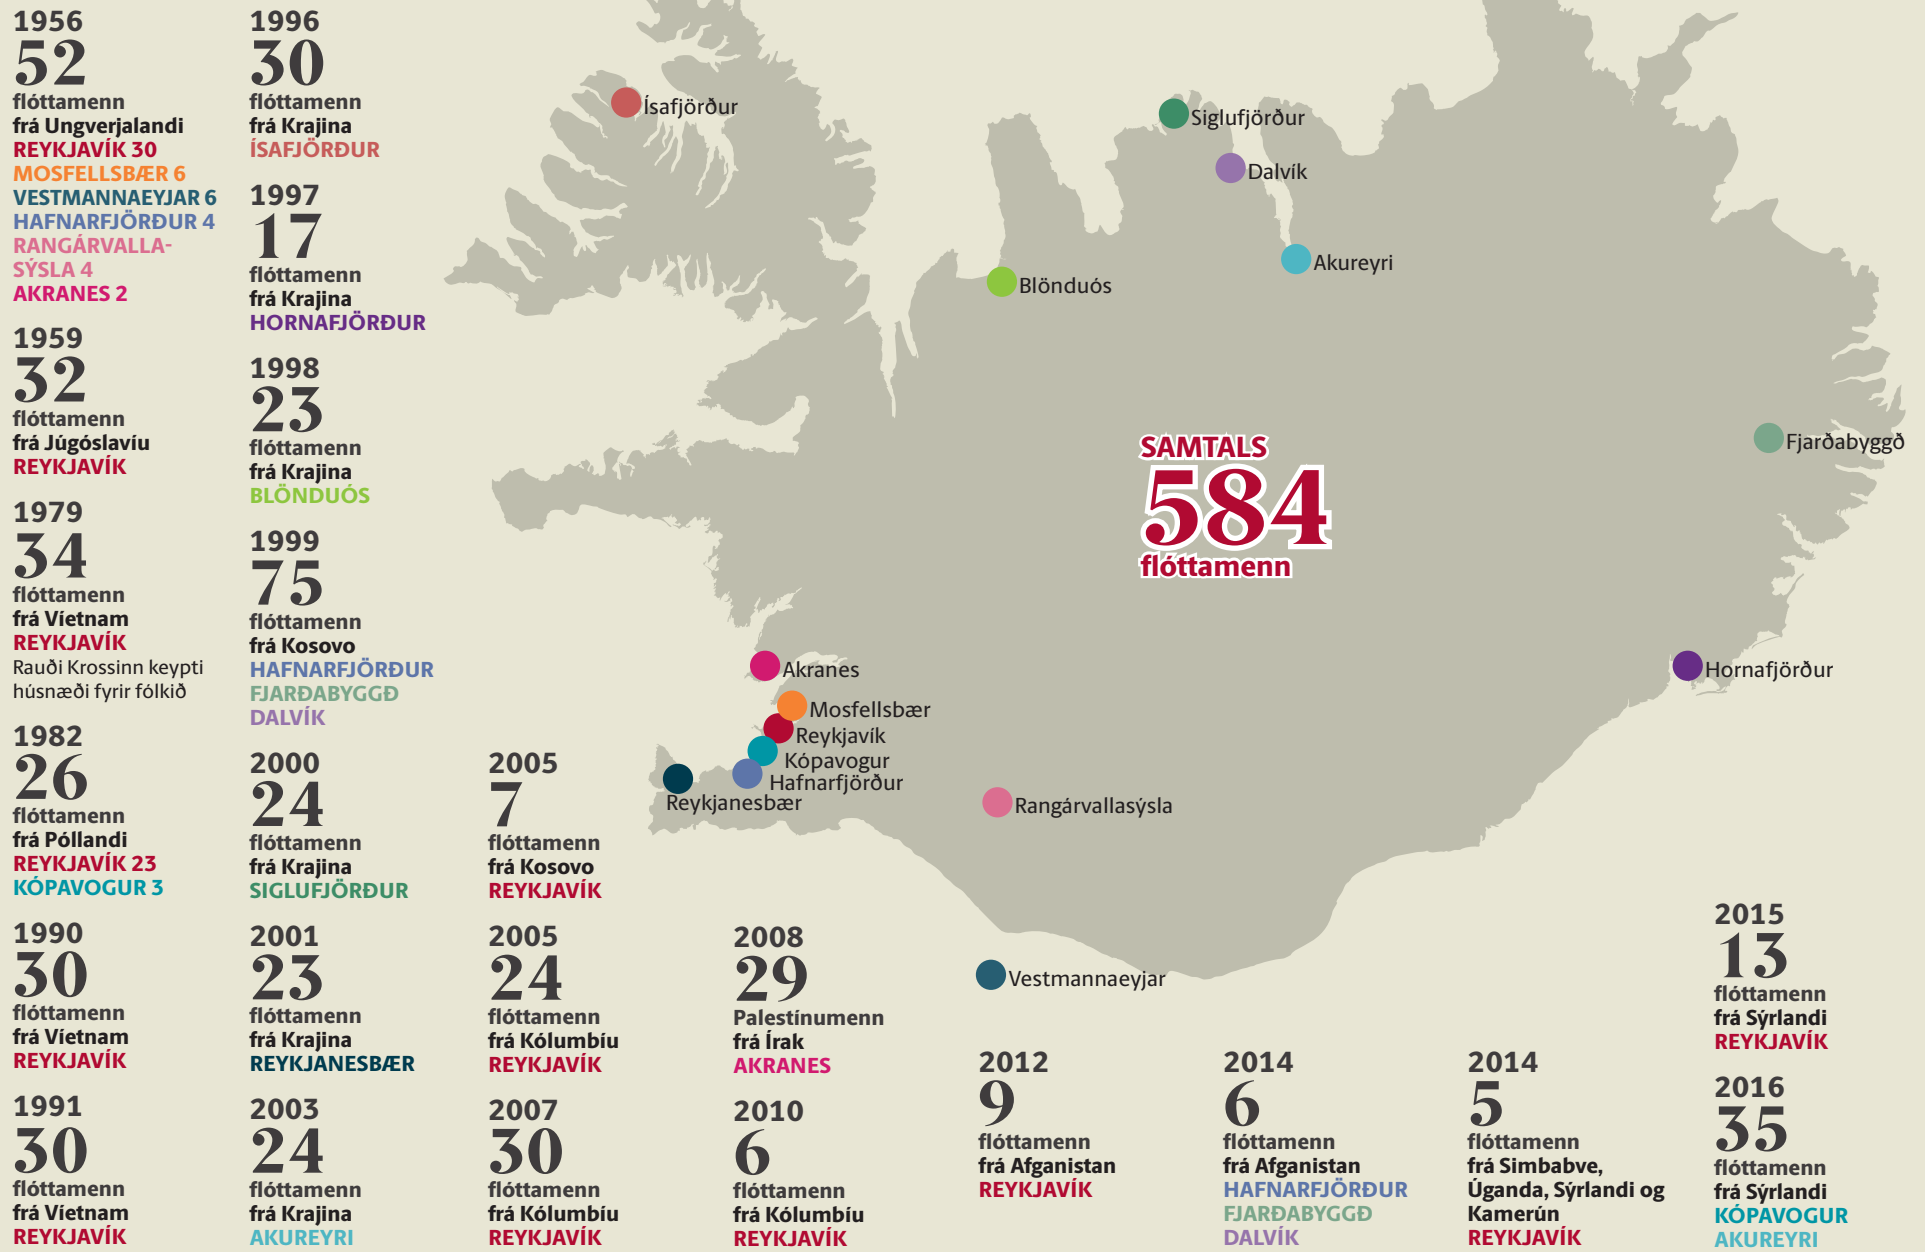 1956
52
flóttamenn
frá Ungverjalandi
REYKJAVÍK 30
MOSFELLSBÆR 6
VESTMANNAEYJAR 6
HAFNARFJÖRÐUR 4
RANGÁRVALLA-
SÝSLA 4
AKRANES 2
1959
32
flóttamenn
frá Júgóslavíu
REYKJAVÍK
1979
34
flóttamenn
frá Víetnam
REYKJAVÍK
Rauði Krossinn keypti
húsnæði fyrir fólkið
1982
26
flóttamenn
frá Póllandi
REYKJAVÍK 23
KÓPAVOGUR 3
1990
30
flóttamenn
frá Víetnam
REYKJAVÍK
1991
30
flóttamenn
frá Víetnam
REYKJAVÍK
1996
30
flóttamenn
frá Krajina
ÍSAFJÖRÐUR
1997
17
flóttamenn
frá Krajina
HORNAFJÖRÐUR
1998
23
flóttamenn
frá Krajina
BLÖNDUÓS
1999
75
flóttamenn
frá Kosovo
HAFNARFJÖRÐUR
FJARÐABYGGÐ
DALVÍK
2000
24
flóttamenn
frá Krajina
SIGLUFJÖRÐUR
2001
23
flóttamenn
frá Krajina
REYKJANESBÆR
2003
24
flóttamenn
frá Krajina
AKUREYRI
2005
7
flóttamenn
frá Kosovo
REYKJAVÍK
2005
24
flóttamenn
frá Kólumbíu
REYKJAVÍK
2007
30
flóttamenn
frá Kólumbíu
REYKJAVÍK
2008
29
Palestínumenn
frá Írak
AKRANES
2010
6
flóttamenn
frá Kólumbíu
REYKJAVÍK
2012
9
flóttamenn
frá Afganistan
REYKJAVÍK
2014
6
flóttamenn
frá Afganistan
HAFNARFJÖRÐUR
FJARÐABYGGÐ
DALVÍK
2014
5
flóttamenn
frá Simbabve,
Úganda, Sýrlandi og
Kamerún
REYKJAVÍK
2015
13
flóttamenn
frá Sýrlandi
REYKJAVÍK
2016
35
flóttamenn
frá Sýrlandi
KÓPAVOGUR
AKUREYRI
Ísafjörður
Siglufjörður
Dalvík
Akureyri
Blönduós
SAMTALS
584
flóttamenn
Fjarðabyggð
Akranes
Hornafjörður
Mosfellsbær
Reykjavík
Kópavogur
Hafnarfjörður
Reykjanesbær
Rangárvallasýsla
Vestmannaeyjar